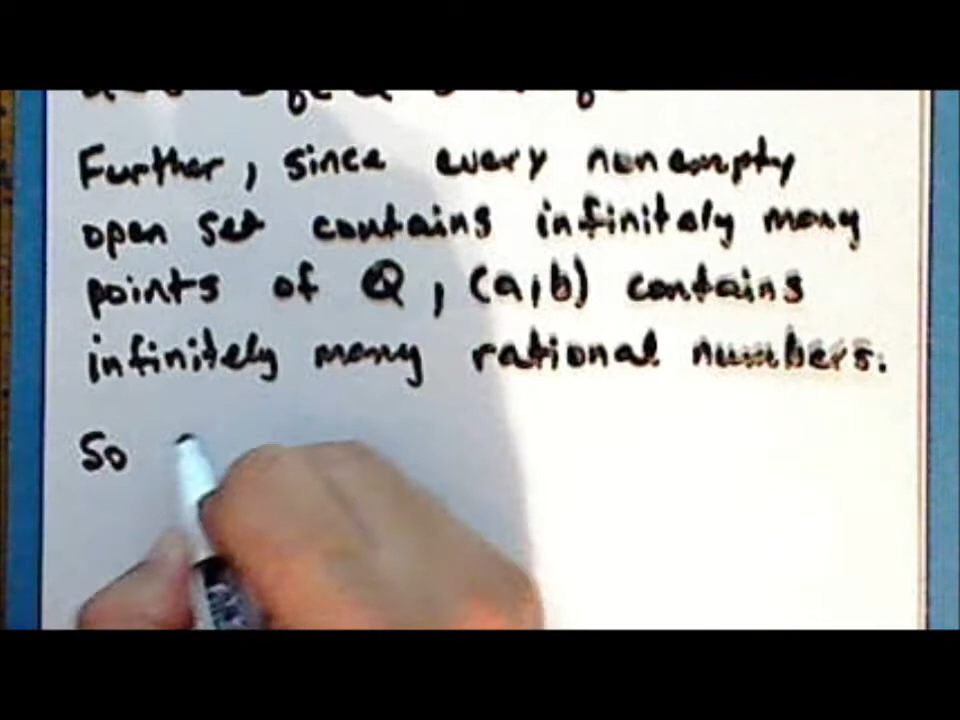 Further, since every nonempty
open set contains infinitely many
points of Q, (a,b) contains
infinitely many rational numbers.
So